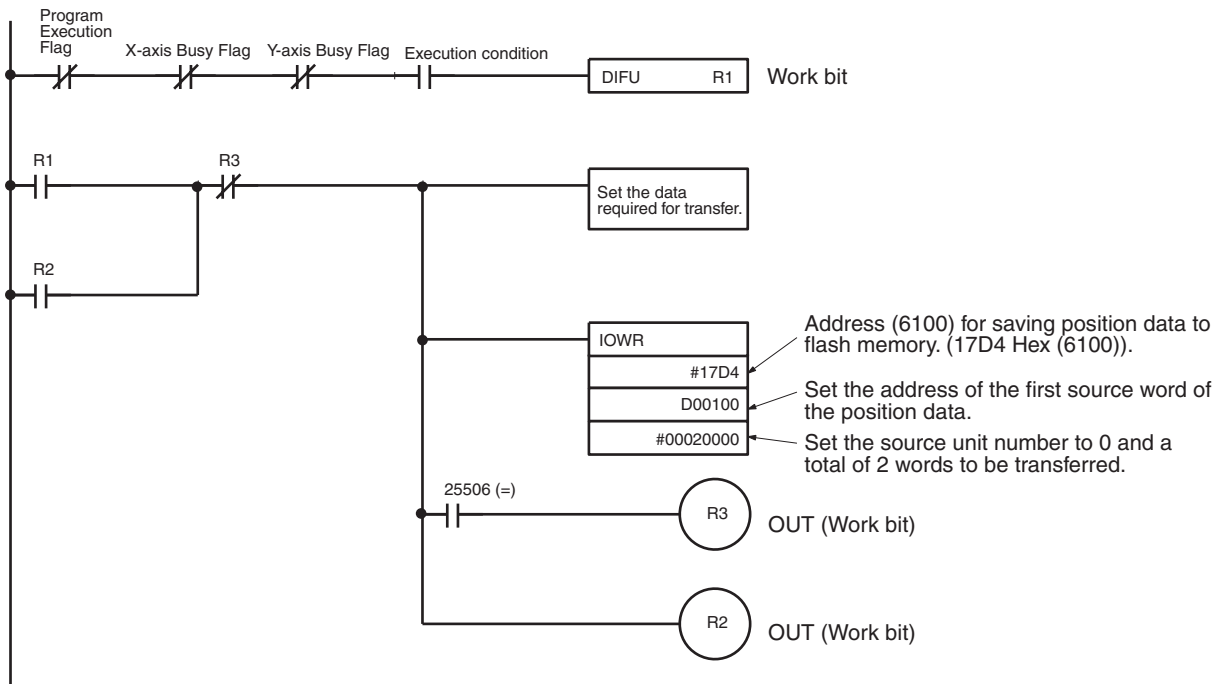 Program
Execution
Flag
X-axis Busy Flag
Y-axis Busy Flag
Execution condition
DIFU R1
Work bit
R1
R3
Set the data
required for transfer.
R2
IOWR
#17D4
D00100
#00020000
Address (6100) for saving position data to
flash memory. (17D4 Hex (6100)).
Set the address of the first source word of
the position data.
Set the source unit number to 0 and a
total of 2 words to be transferred.
25506 (=)
R3
OUT (Work bit)
R2
OUT (Work bit)